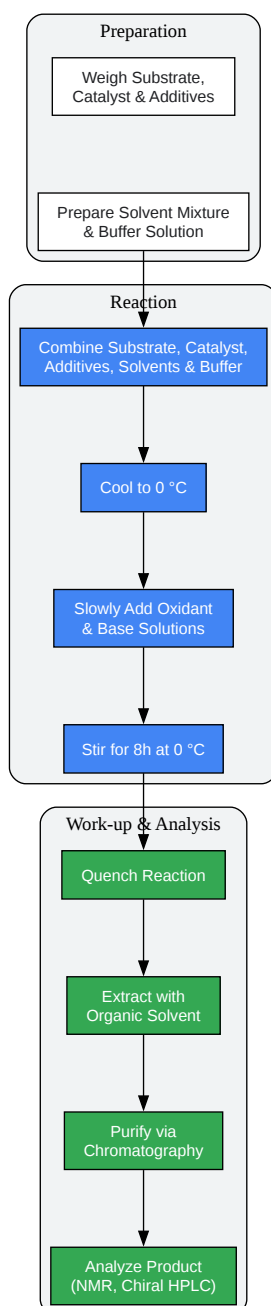 Preparation
Weigh Substrate,
Catalyst & Additives
Prepare Solvent Mixture
& Buffer Solution
Reaction
Combine Substrate, Catalyst,
Additives, Solvents & Buffer
Cool to 0 °C
Slowly Add Oxidant
& Base Solutions
Stir for 8h at 0 °C
Work-up & Analysis
Quench Reaction
Extract with
Organic Solvent
Purify via
Chromatography
Analyze Product
(NMR, Chiral HPLC)